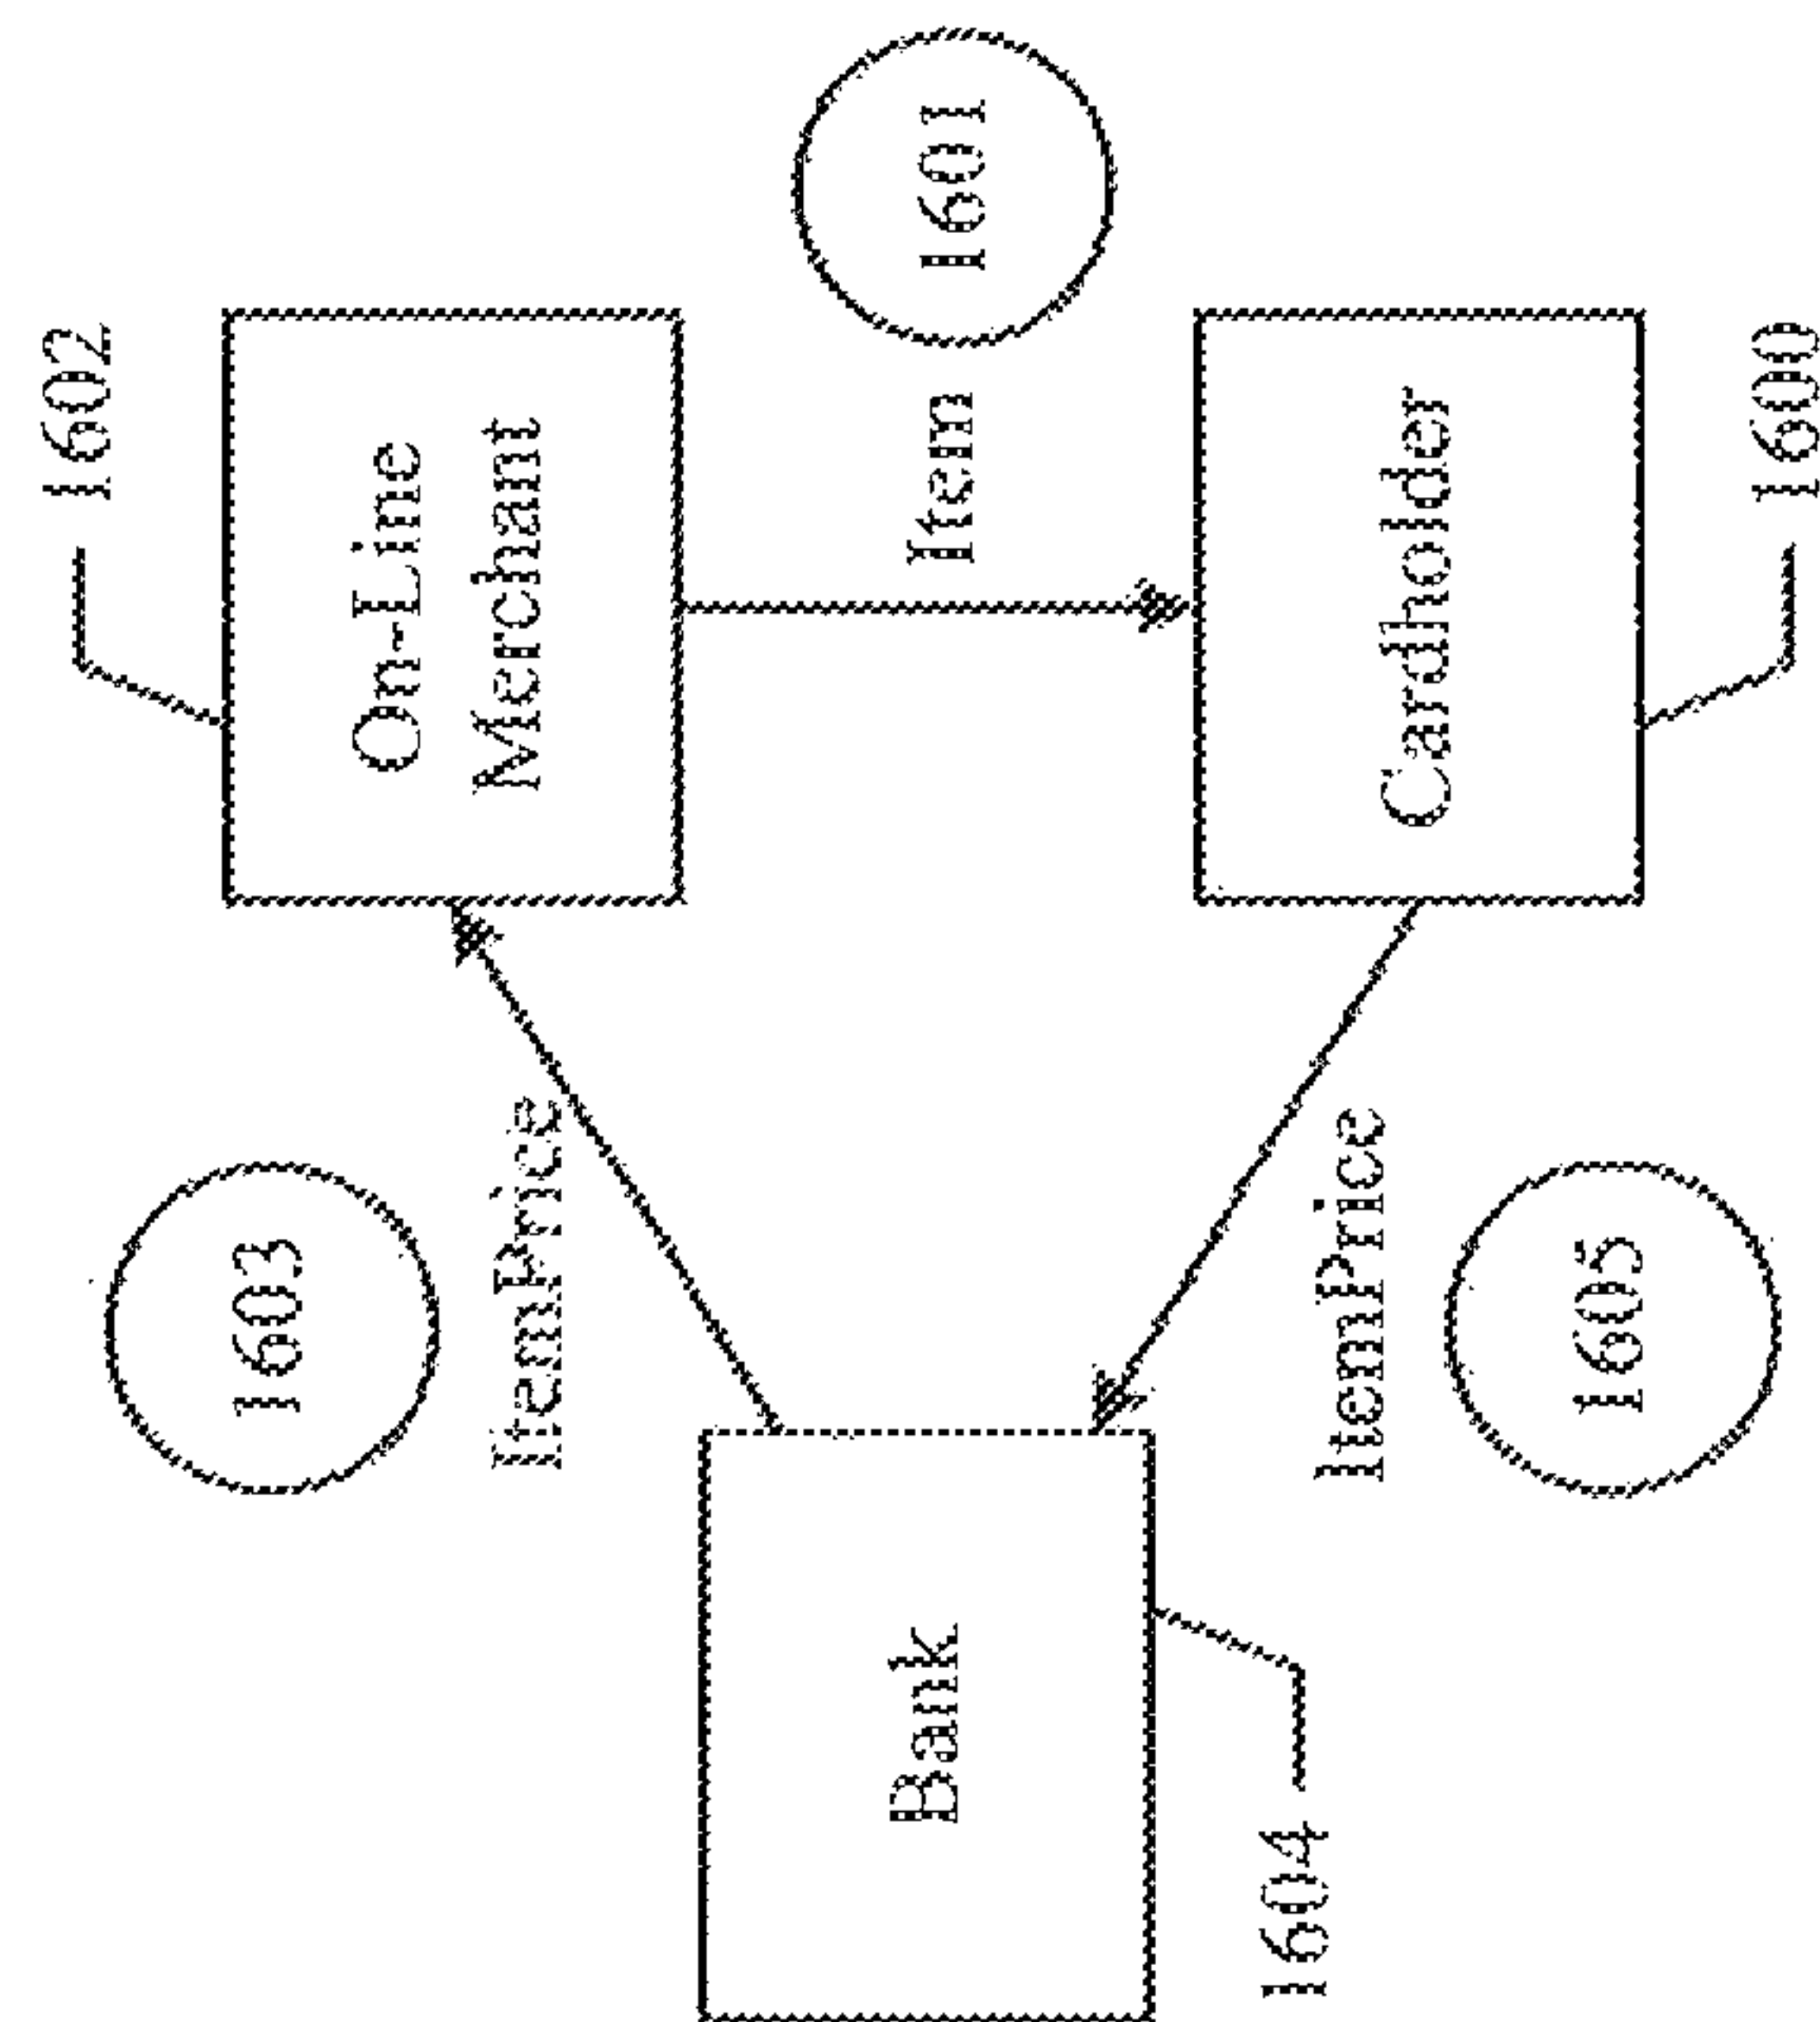 1602
1603
On-Line
Merchant
ItemPrice
Bank
Item
1601
1604
ItemPrice
Cardholder
1605
1600